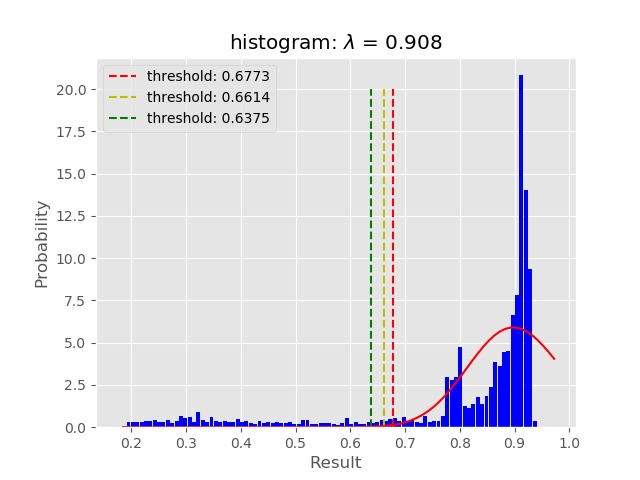 histogram: λ = 0.908
threshold: 0.6773
threshold: 0.6614
threshold: 0.6375
20.0
17.5
15.0
12.5
10.0
7.5
5.0
2.5
0.0
Probability
0.2 0.3 0.4 0.5 0.6 0.7 0.8 0.9 1.0
Result